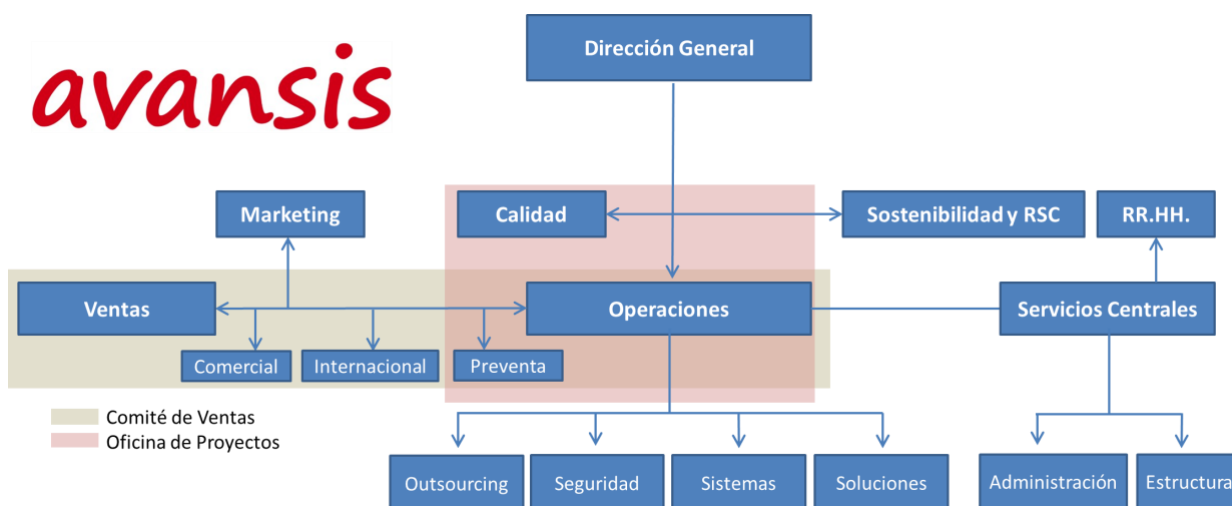 Dirección General
avansis
Marketing
Calidad
Sostenibilidad y RSC
RR.HH.
Ventas
Operaciones
Servicios Centrales
Comercial
Internacional
Preventa
Comité de Ventas
Oficina de Proyectos
Outsourcing
Seguridad
Sistemas
Soluciones
Administración
Estructura